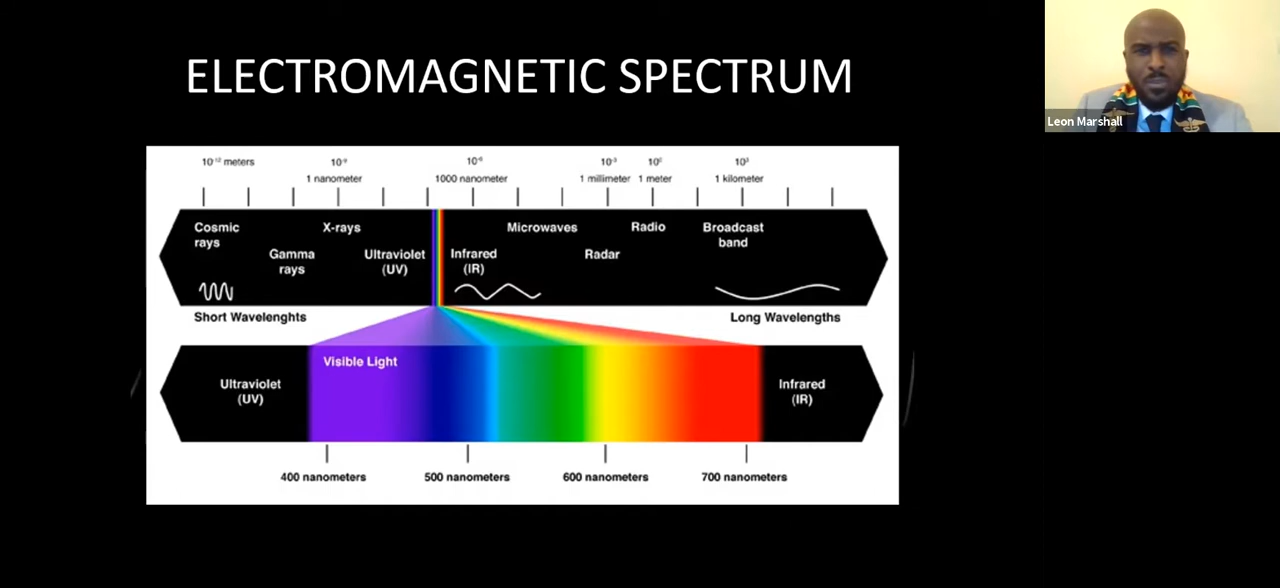 ELECTROMAGNETIC SPECTRUM
Leon Marshall
10⁻¹² meters 10⁻⁹ 10⁻⁶ 10⁻³ 10⁰ 10³
1 nanometer 1000 nanometer 1 millimeter 1 meter 1 kilometer
Cosmic
rays
Gamma
rays
X-rays
Ultraviolet
(UV)
Infrared
(IR)
Microwaves
Radar
Radio
Broadcast
band
Short Wavelenghts
Long Wavelengths
Visible Light
Ultraviolet
(UV)
Infrared
(IR)
400 nanometers 500 nanometers 600 nanometers 700 nanometers